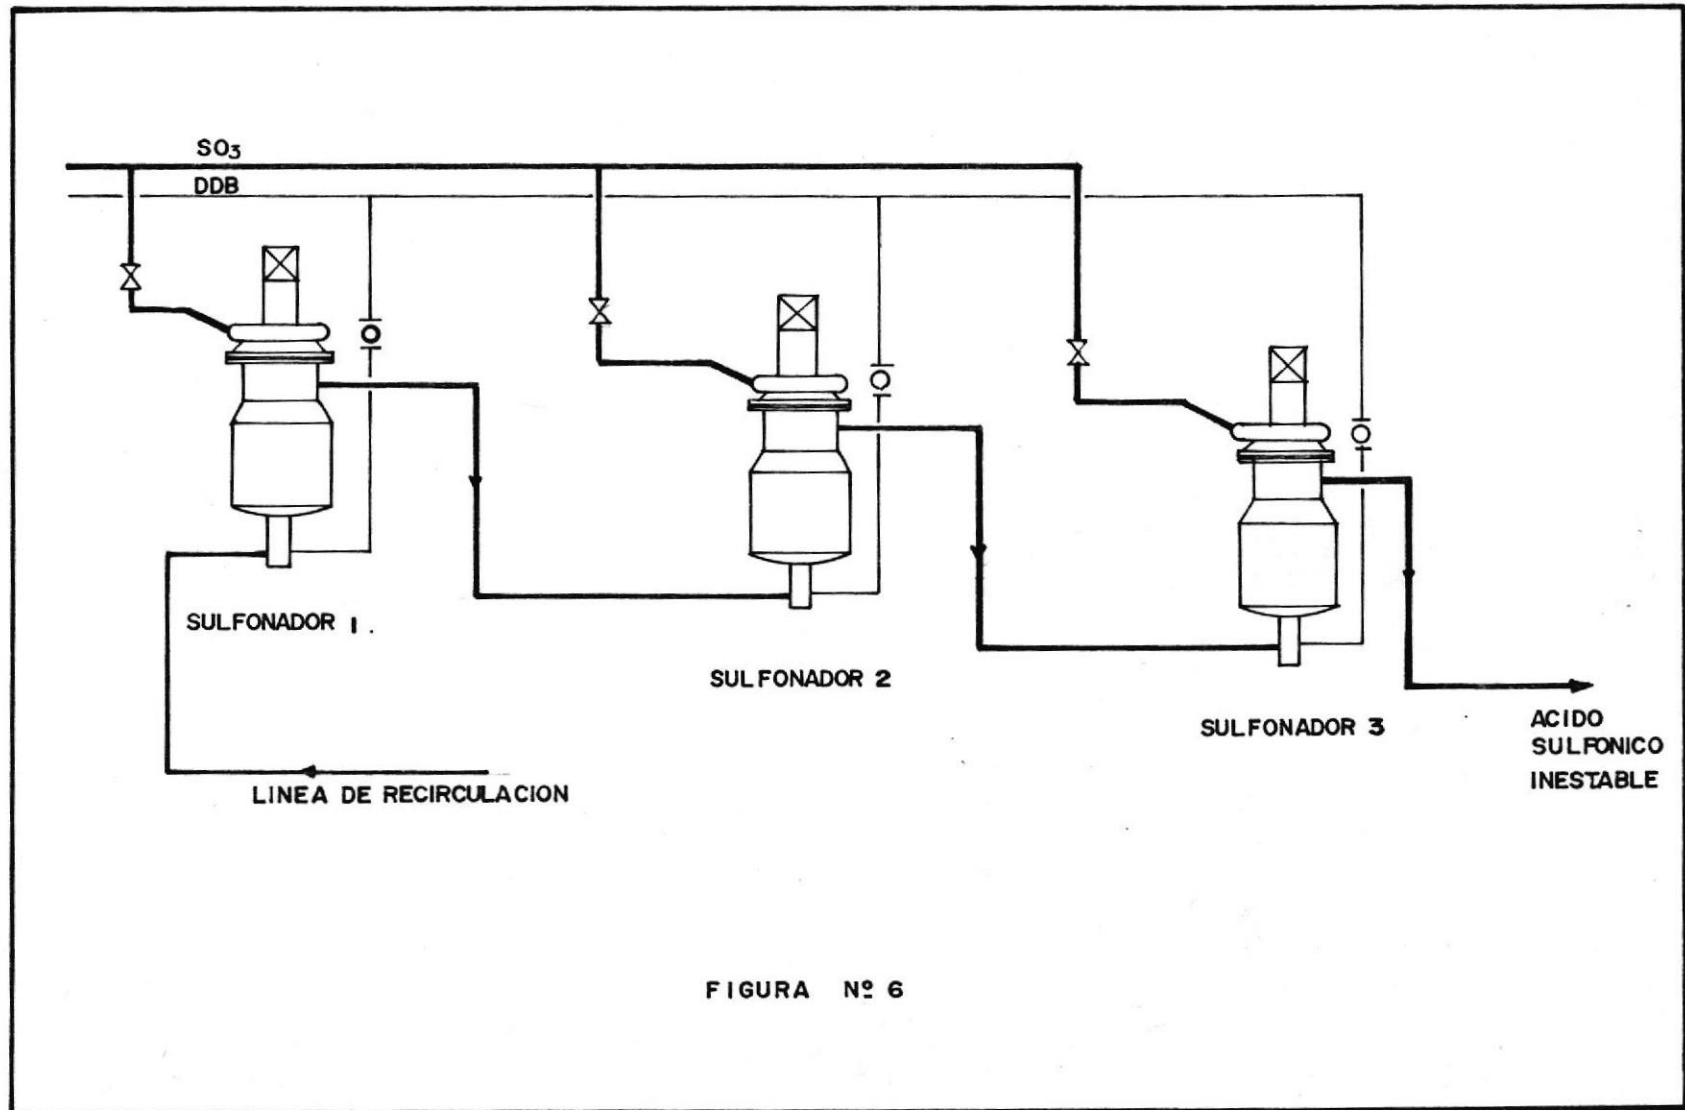 SO₃
DDB
SULFONADOR 1.
SULFONADOR 2
SULFONADOR 3
ACIDO
SULFONICO
INESTABLE
LINEA DE RECIRCULACION
FIGURA Nº 6